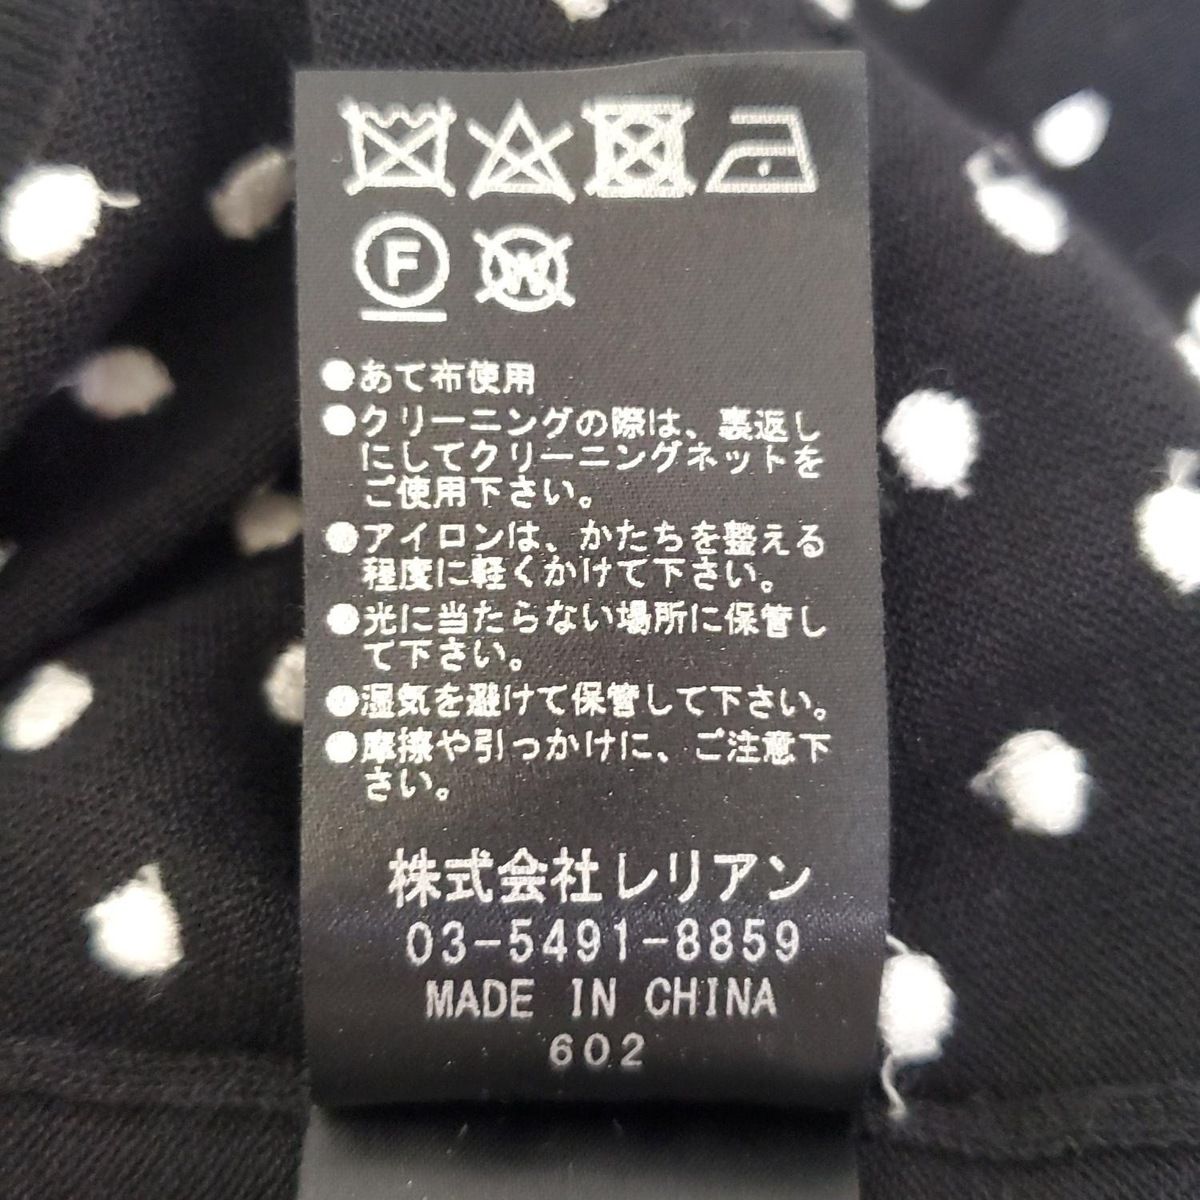 F
W
●あて布使用
●クリーニングの際は、裏返し
にしてクリーニングネットを
ご使用下さい。
●アイロンは、かたちを整える
程度に軽くかけて下さい。
●光に当たらない場所に保管し
て下さい。
●湿気を避けて保管して下さい。
●摩擦や引っかけに、ご注意下
さい。
株式会社レリアン
03-5491-8859
MADE IN CHINA
602